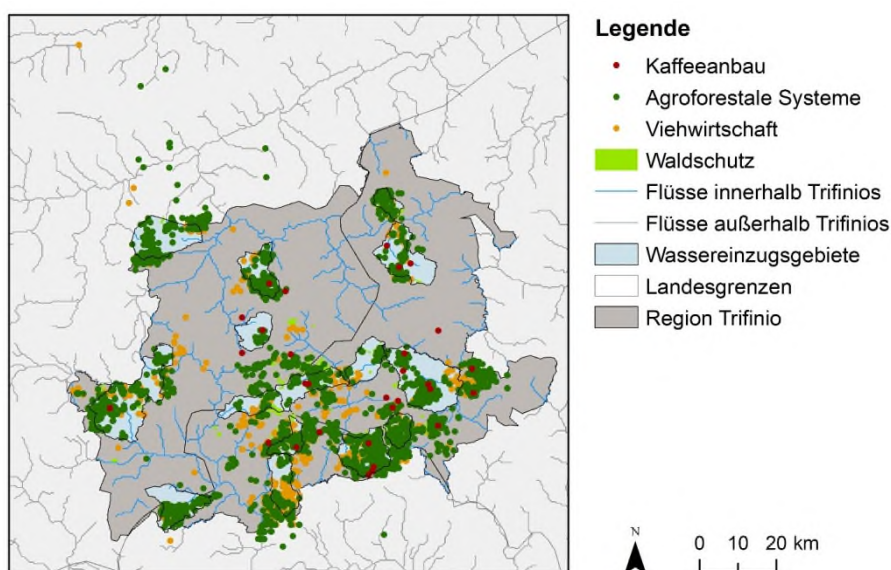 Legende
Kaffeeanbau
Agroforestale Systeme
Viehwirtschaft
Waldschutz
Flüsse innerhalb Trifinios
Flüsse außerhalb Trifinios
Wassereinzugsgebiete
Landesgrenzen
Region Trifinio
N
0 10 20 km